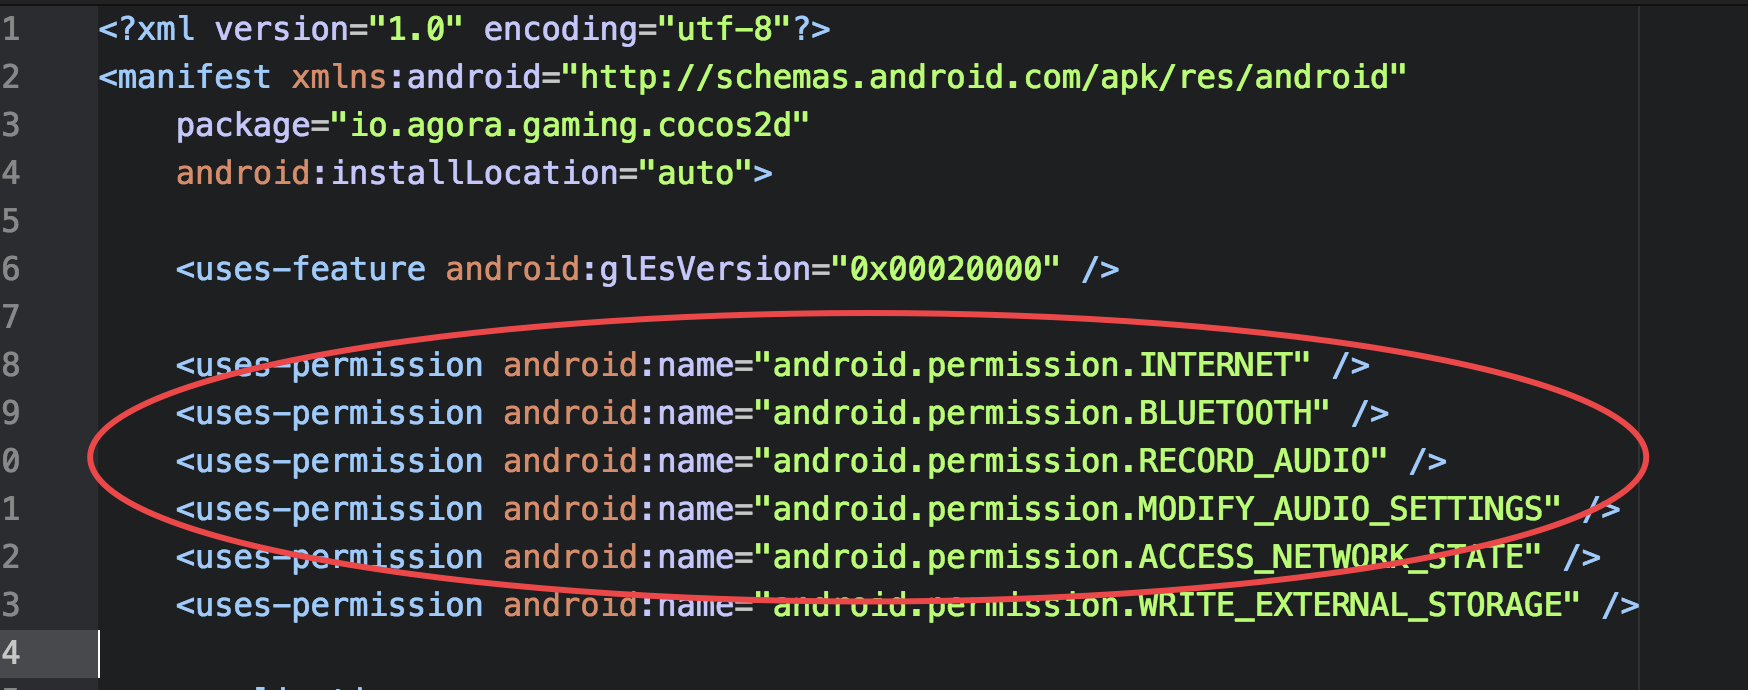 1 <?xml version="1.0" encoding="utf-8"?>
2 <manifest xmlns:android="http://schemas.android.com/apk/res/android"
3 package="io.agora.gaming.cocos2d"
4 android:installLocation="auto">
5
6 <uses-feature android:glEsVersion="0x00020000" />
7
8 <uses-permission android:name="android.permission.INTERNET" />
9 <uses-permission android:name="android.permission.BLUETOOTH" />
0 <uses-permission android:name="android.permission.RECORD_AUDIO" />
1 <uses-permission android:name="android.permission.MODIFY_AUDIO_SETTINGS" />
2 <uses-permission android:name="android.permission.ACCESS_NETWORK_STATE" />
3 <uses-permission android:name="android.permission.WRITE_EXTERNAL_STORAGE" />
4